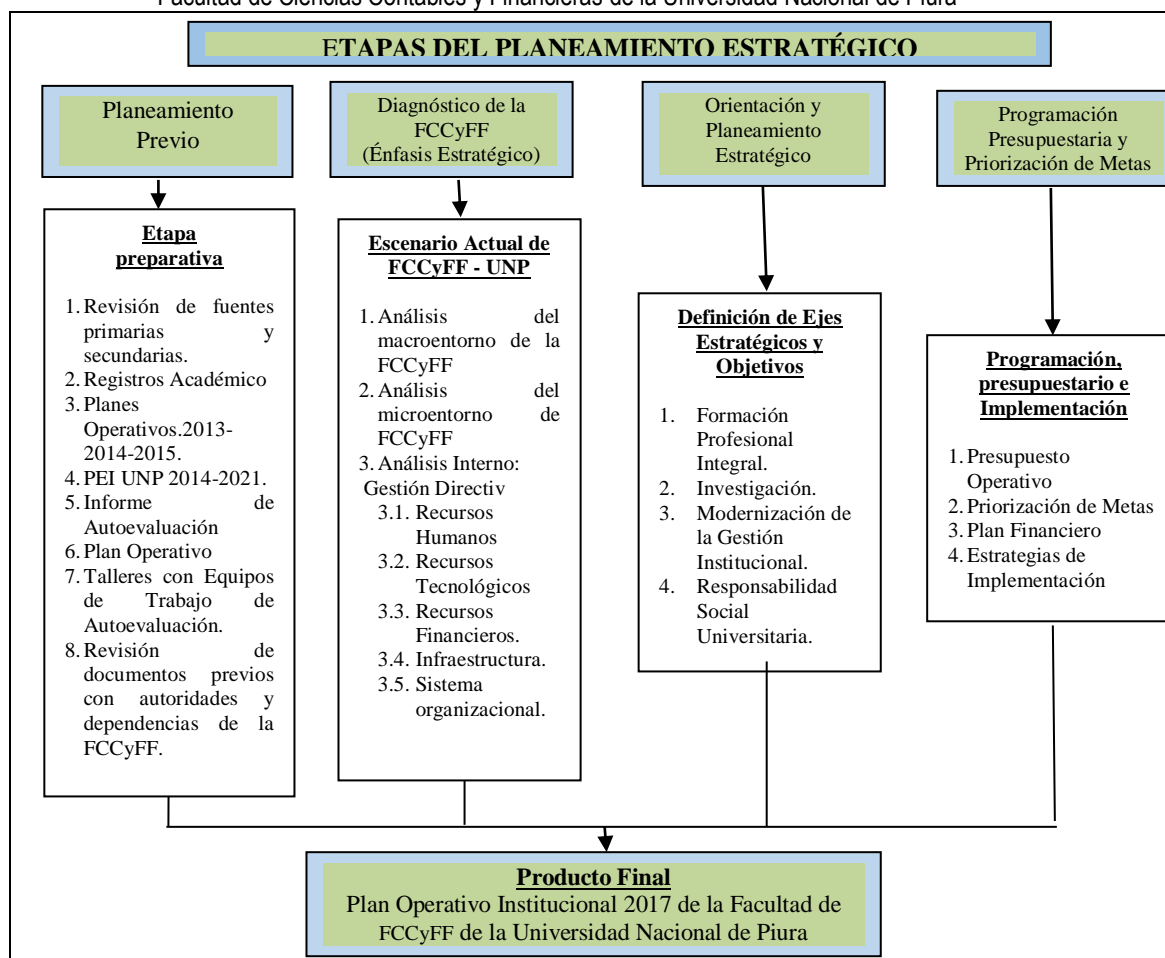 Facultad de Ciencias Contables y Financieras de la Universidad Nacional de Piura
ETAPAS DEL PLANEAMIENTO ESTRATÉGICO
Planeamiento
Previo
Diagnóstico de la
FCCyFF
(Énfasis Estratégico)
Orientación y
Planeamiento
Estratégico
Programación
Presupuestaria y
Priorización de Metas
Etapa
preparativa
1. Revisión de fuentes
primarias y
secundarias.
2. Registros Académico
3. Planes
Operativos.2013-
2014-2015.
4. PEI UNP 2014-2021.
5. Informe de
Autoevaluación
6. Plan Operativo
7. Talleres con Equipos
de Trabajo de
Autoevaluación.
8. Revisión de
documentos previos
con autoridades y
dependencias de la
FCCyFF.
Escenario Actual de
FCCyFF - UNP
1. Análisis del
macroentorno de la
FCCyFF
2. Análisis del
microentorno de
FCCyFF
3. Análisis Interno:
Gestión Directiv
3.1. Recursos
Humanos
3.2. Recursos
Tecnológicos
3.3. Recursos
Financieros.
3.4. Infraestructura.
3.5. Sistema
organizacional.
Definición de Ejes
Estratégicos y
Objetivos
1. Formación
Profesional
Integral.
2. Investigación.
3. Modernización de
la Gestión
Institucional.
4. Responsabilidad
Social
Universitaria.
Programación,
presupuestario e
Implementación
1. Presupuesto
Operativo
2. Priorización de Metas
3. Plan Financiero
4. Estrategias de
Implementación
Producto Final
Plan Operativo Institucional 2017 de la Facultad de
FCCyFF de la Universidad Nacional de Piura